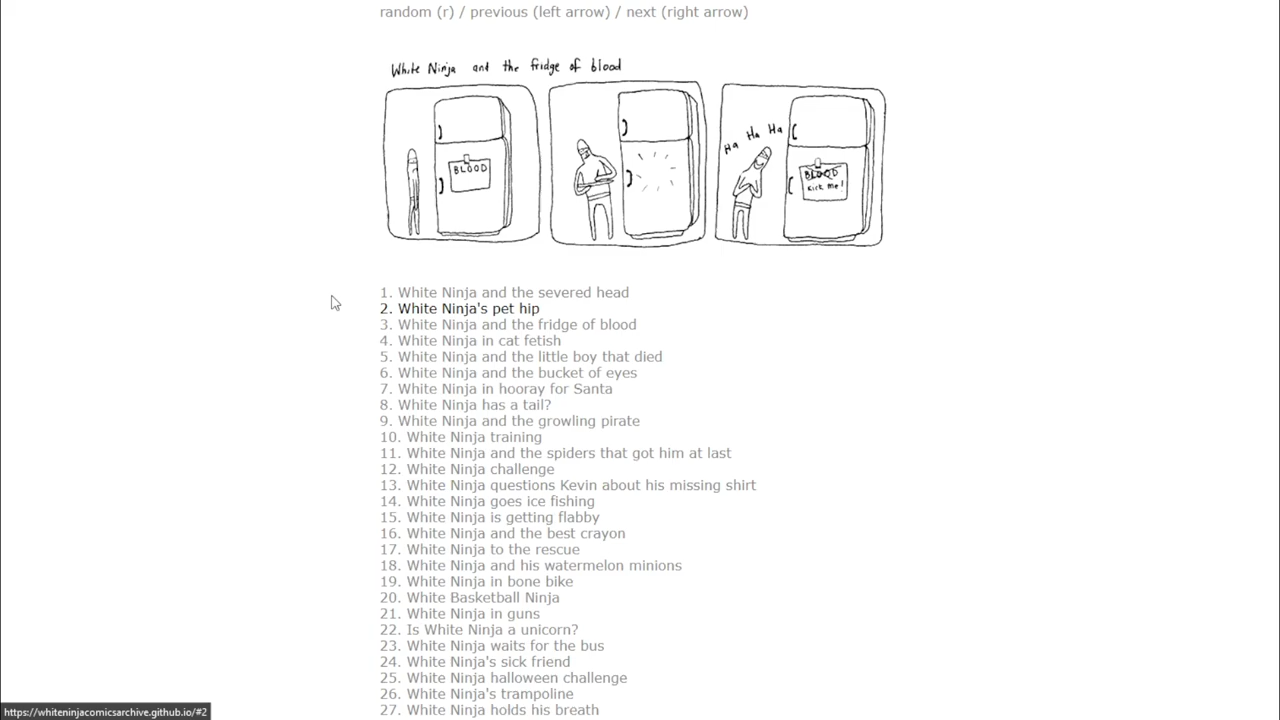 random (r) / previous (left arrow) / next (right arrow)
White Ninja and the fridge of blood
BLOOD
Ha Ha Ha
BLOOD
Kick me!
1. White Ninja and the severed head
2. White Ninja's pet hip
3. White Ninja and the fridge of blood
4. White Ninja in cat fetish
5. White Ninja and the little boy that died
6. White Ninja and the bucket of eyes
7. White Ninja in hooray for Santa
8. White Ninja has a tail?
9. White Ninja and the growling pirate
10. White Ninja training
11. White Ninja and the spiders that got him at last
12. White Ninja challenge
13. White Ninja questions Kevin about his missing shirt
14. White Ninja goes ice fishing
15. White Ninja is getting flabby
16. White Ninja and the best crayon
17. White Ninja to the rescue
18. White Ninja and his watermelon minions
19. White Ninja in bone bike
20. White Basketball Ninja
21. White Ninja in guns
22. Is White Ninja a unicorn?
23. White Ninja waits for the bus
24. White Ninja's sick friend
25. White Ninja halloween challenge
26. White Ninja's trampoline
27. White Ninja holds his breath
https://whiteninjacomicsarchive.github.io/#2